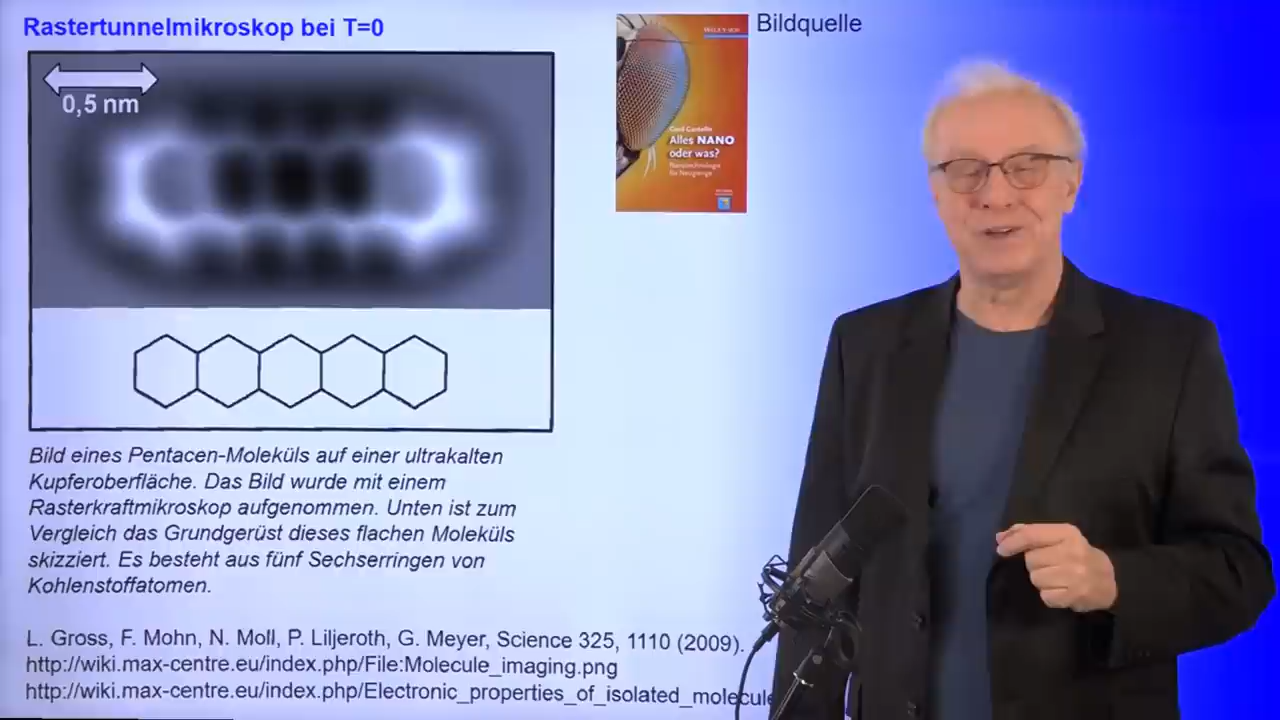 Rastertunnelmikroskop bei T=0
0,5 nm
Bildquelle
Alles NANO
oder was?
Nanotechnologie
für Neugierige
Bild eines Pentacen-Moleküls auf einer ultrakalten
Kupferoberfläche. Das Bild wurde mit einem
Rasterkraftmikroskop aufgenommen. Unten ist zum
Vergleich das Grundgerüst dieses flachen Moleküls
skizziert. Es besteht aus fünf Sechserringen von
Kohlenstoffatomen.
L. Gross, F. Mohn, N. Moll, P. Liljeroth, G. Meyer, Science 325, 1110 (2009).
http://wiki.max-centre.eu/index.php/File:Molecule_imaging.png
http://wiki.max-centre.eu/index.php/Electronic_properties_of_isolated_molecule